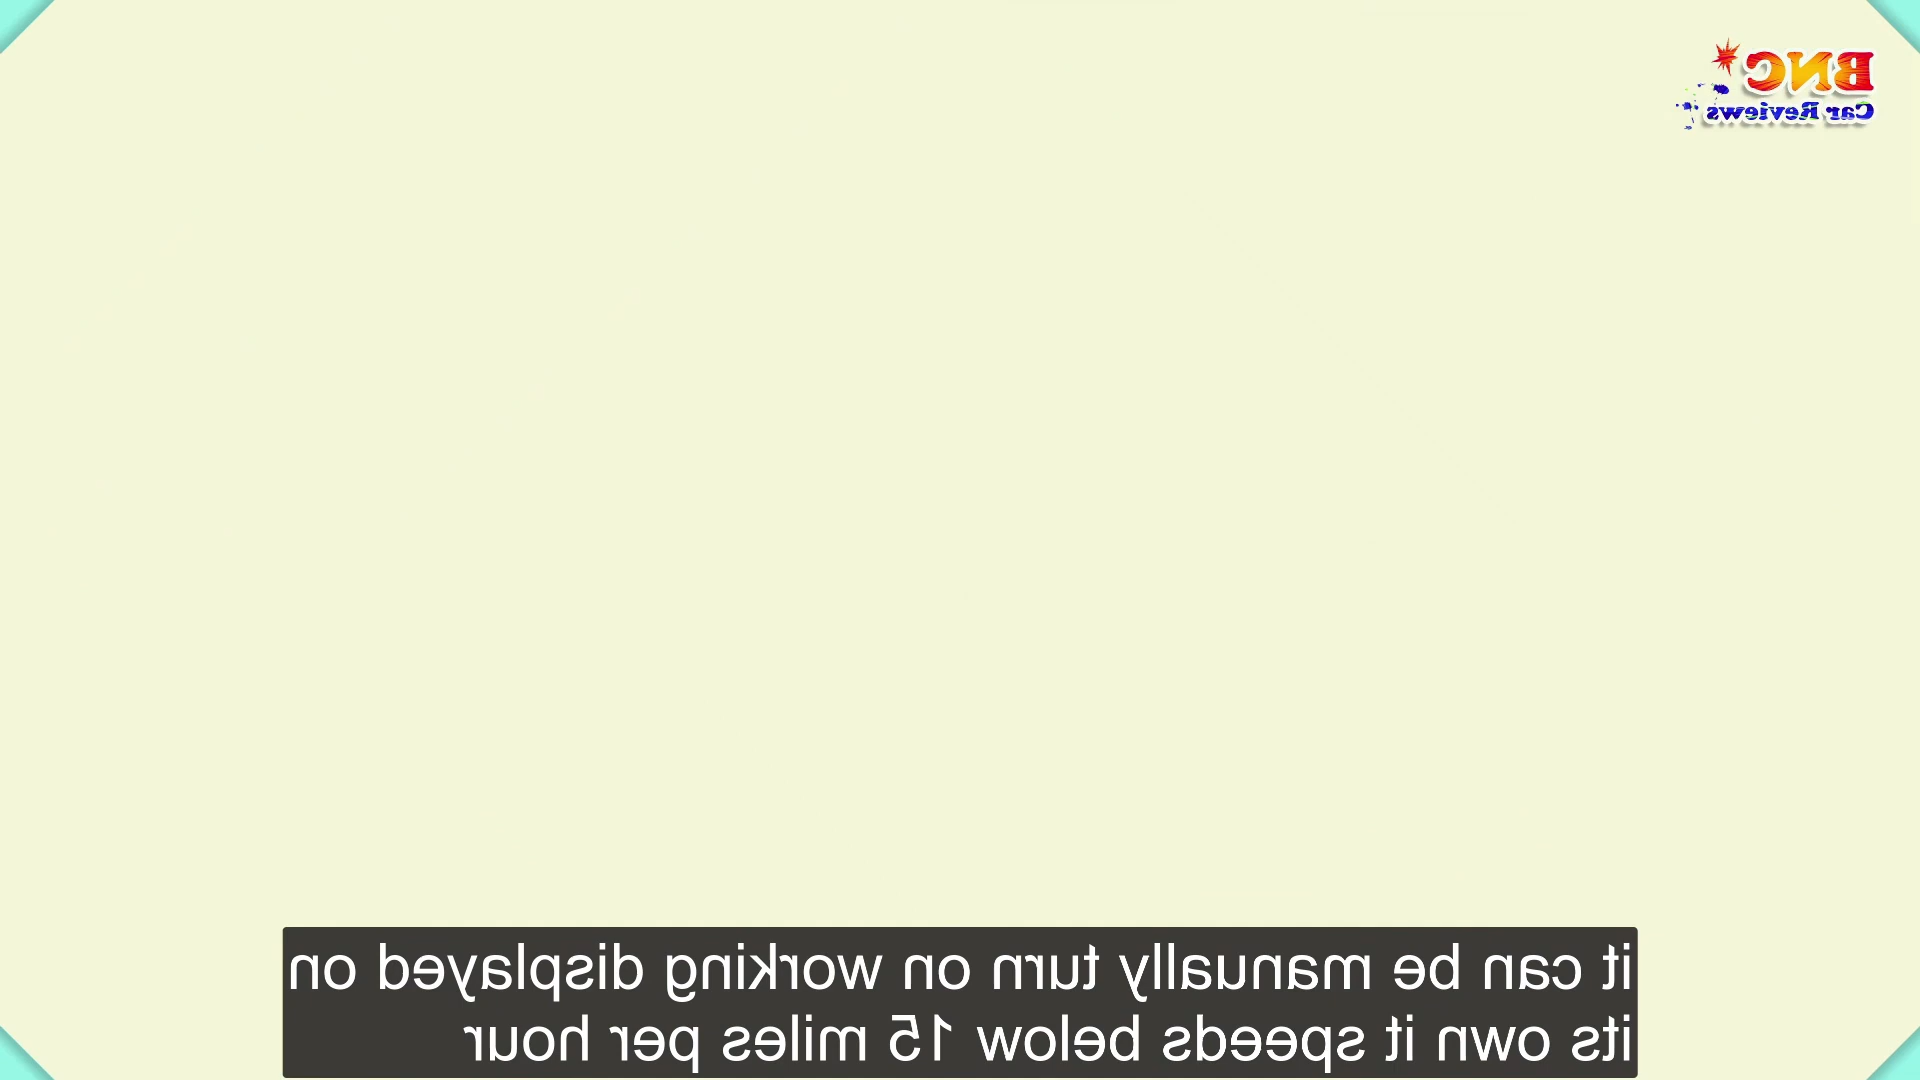 BNC
Car Reviews
it can be manually turn on working displayed on
its own it speeds below 15 miles per hour